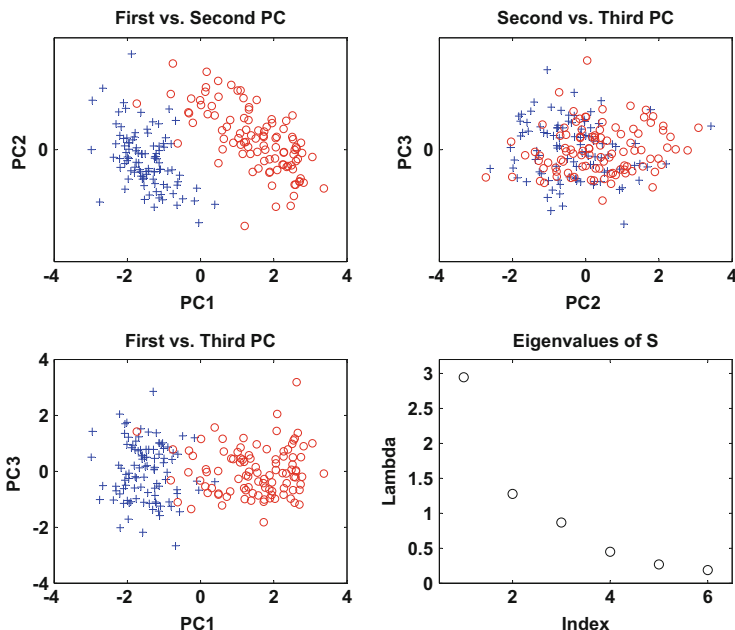 First vs. Second PC
PC2
0
-4
-2
0
2
4
PC1
Second vs. Third PC
PC3
0
-4
-2
0
2
4
PC2
First vs. Third PC
PC3
4
2
0
-2
-4
-4
-2
0
2
4
PC1
Eigenvalues of S
Lambda
3
2.5
2
1.5
1
0.5
0
2
4
6
Index